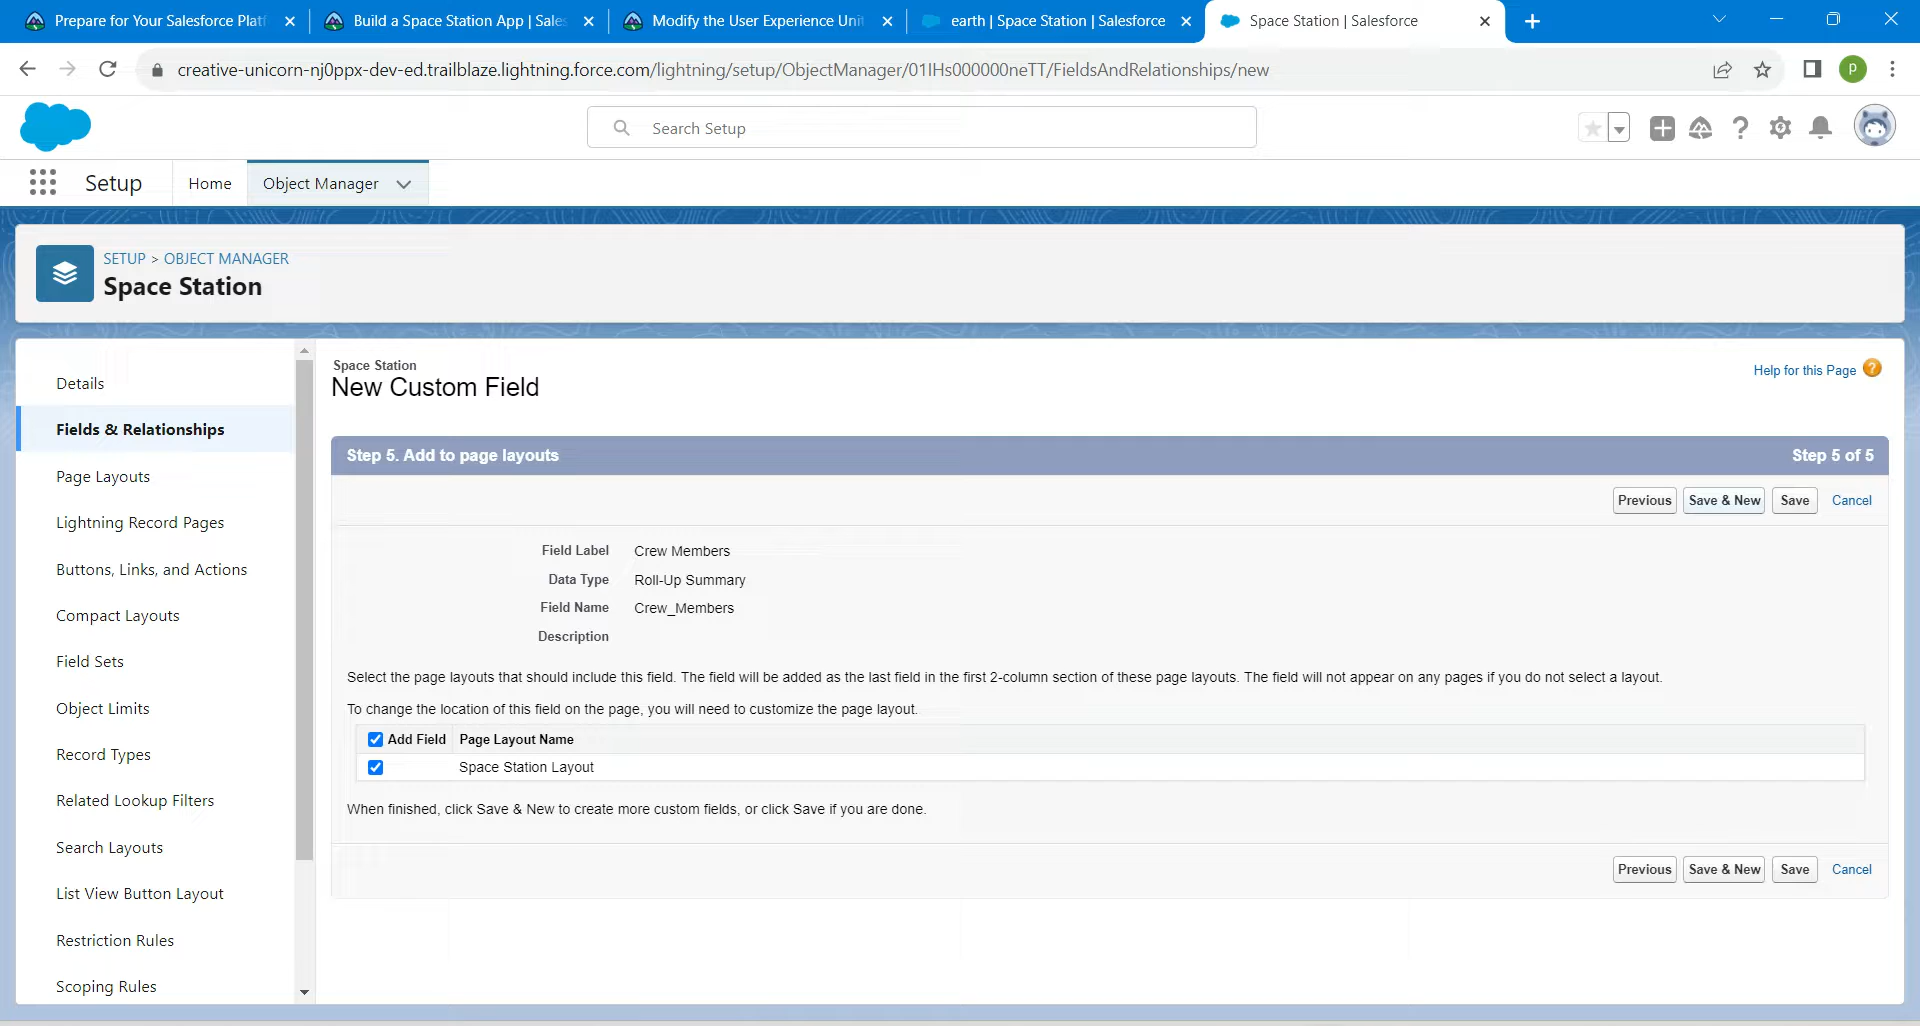 Prepare for Your Salesforce Platf
Build a Space Station App | Sales
Modify the User Experience Unit
earth | Space Station | Salesforce
Space Station | Salesforce
creative-unicorn-nj0ppx-dev-ed.trailblaze.lightning.force.com/lightning/setup/ObjectManager/01IHs000000neTT/FieldsAndRelationships/new
p
Search Setup
Setup
Home
Object Manager
SETUP > OBJECT MANAGER
Space Station
Details
Fields & Relationships
Page Layouts
Lightning Record Pages
Buttons, Links, and Actions
Compact Layouts
Field Sets
Object Limits
Record Types
Related Lookup Filters
Search Layouts
List View Button Layout
Restriction Rules
Scoping Rules
Space Station
New Custom Field
Help for this Page ?
Step 5. Add to page layouts
Step 5 of 5
Previous Save & New Save Cancel
Field Label Crew Members
Data Type Roll-Up Summary
Field Name Crew_Members
Description
Select the page layouts that should include this field. The field will be added as the last field in the first 2-column section of these page layouts. The field will not appear on any pages if you do not select a layout.
To change the location of this field on the page, you will need to customize the page layout.
Add Field Page Layout Name
Space Station Layout
When finished, click Save & New to create more custom fields, or click Save if you are done.
Previous Save & New Save Cancel